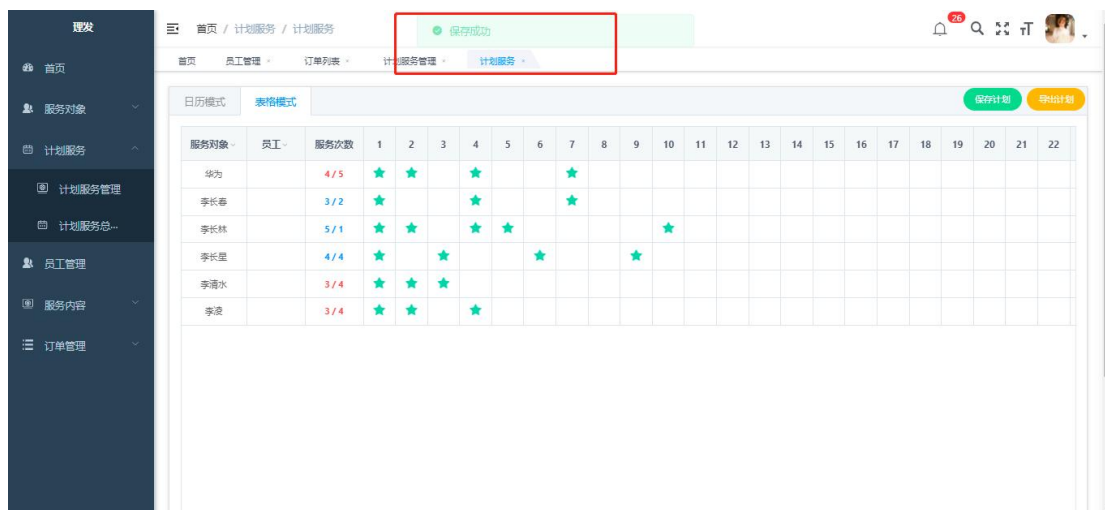 理发
首页 / 计划服务 / 计划服务
保存成功
26
首页
员工管理
订单列表
计划服务管理
计划服务
首页
服务对象
计划服务
计划服务管理
计划服务总...
员工管理
服务内容
订单管理
日历模式
表格模式
保存计划
导出计划
服务对象 员工 服务次数 1 2 3 4 5 6 7 8 9 10 11 12 13 14 15 16 17 18 19 20 21 22
华为 4 / 5
李长春 3 / 2
李长林 5 / 1
李长星 4 / 4
李清水 3 / 4
李凌 3 / 4